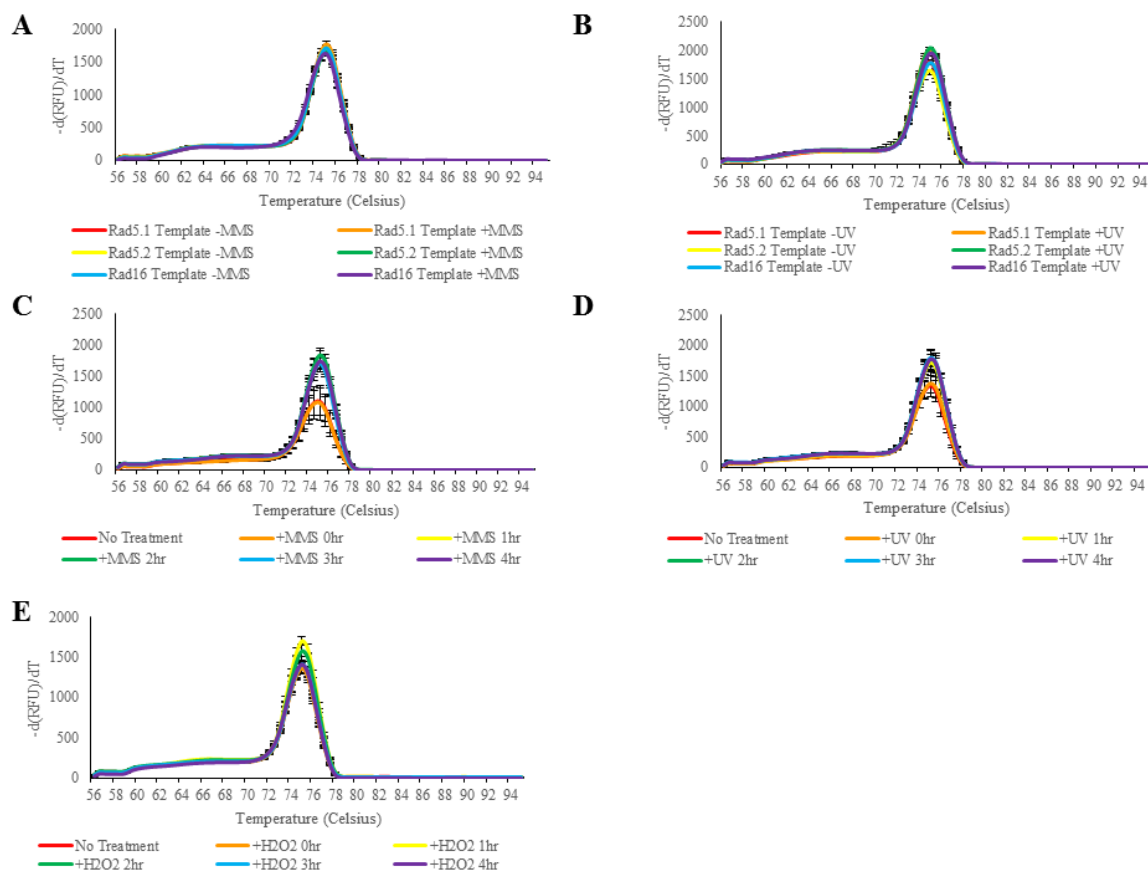 A
2000
1500
1000
500
0
-d(RFU)/dT
56 58 60 62 64 66 68 70 72 74 76 78 80 82 84 86 88 90 92 94
Temperature (Celsius)
Rad5.1 Template -MMS Rad5.1 Template +MMS
Rad5.2 Template -MMS Rad5.2 Template +MMS
Rad16 Template -MMS Rad16 Template +MMS
B
2500
2000
1500
1000
500
0
-d(RFU)/dT
56 58 60 62 64 66 68 70 72 74 76 78 80 82 84 86 88 90 92 94
Temperature (Celsius)
Rad5.1 Template -UV Rad5.1 Template +UV
Rad5.2 Template -UV Rad5.2 Template +UV
Rad16 Template -UV Rad16 Template +UV
C
2500
2000
1500
1000
500
0
-d(RFU)/dT
56 58 60 62 64 66 68 70 72 74 76 78 80 82 84 86 88 90 92 94
Temperature (Celsius)
No Treatment +MMS 0hr +MMS 1hr
+MMS 2hr +MMS 3hr +MMS 4hr
D
2500
2000
1500
1000
500
0
-d(RFU)/dT
56 58 60 62 64 66 68 70 72 74 76 78 80 82 84 86 88 90 92 94
Temperature (Celsius)
No Treatment +UV 0hr +UV 1hr
+UV 2hr +UV 3hr +UV 4hr
E
2000
1500
1000
500
0
-d(RFU)/dT
56 58 60 62 64 66 68 70 72 74 76 78 80 82 84 86 88 90 92 94
Temperature (Celsius)
No Treatment +H2O2 0hr +H2O2 1hr
+H2O2 2hr +H2O2 3hr +H2O2 4hr